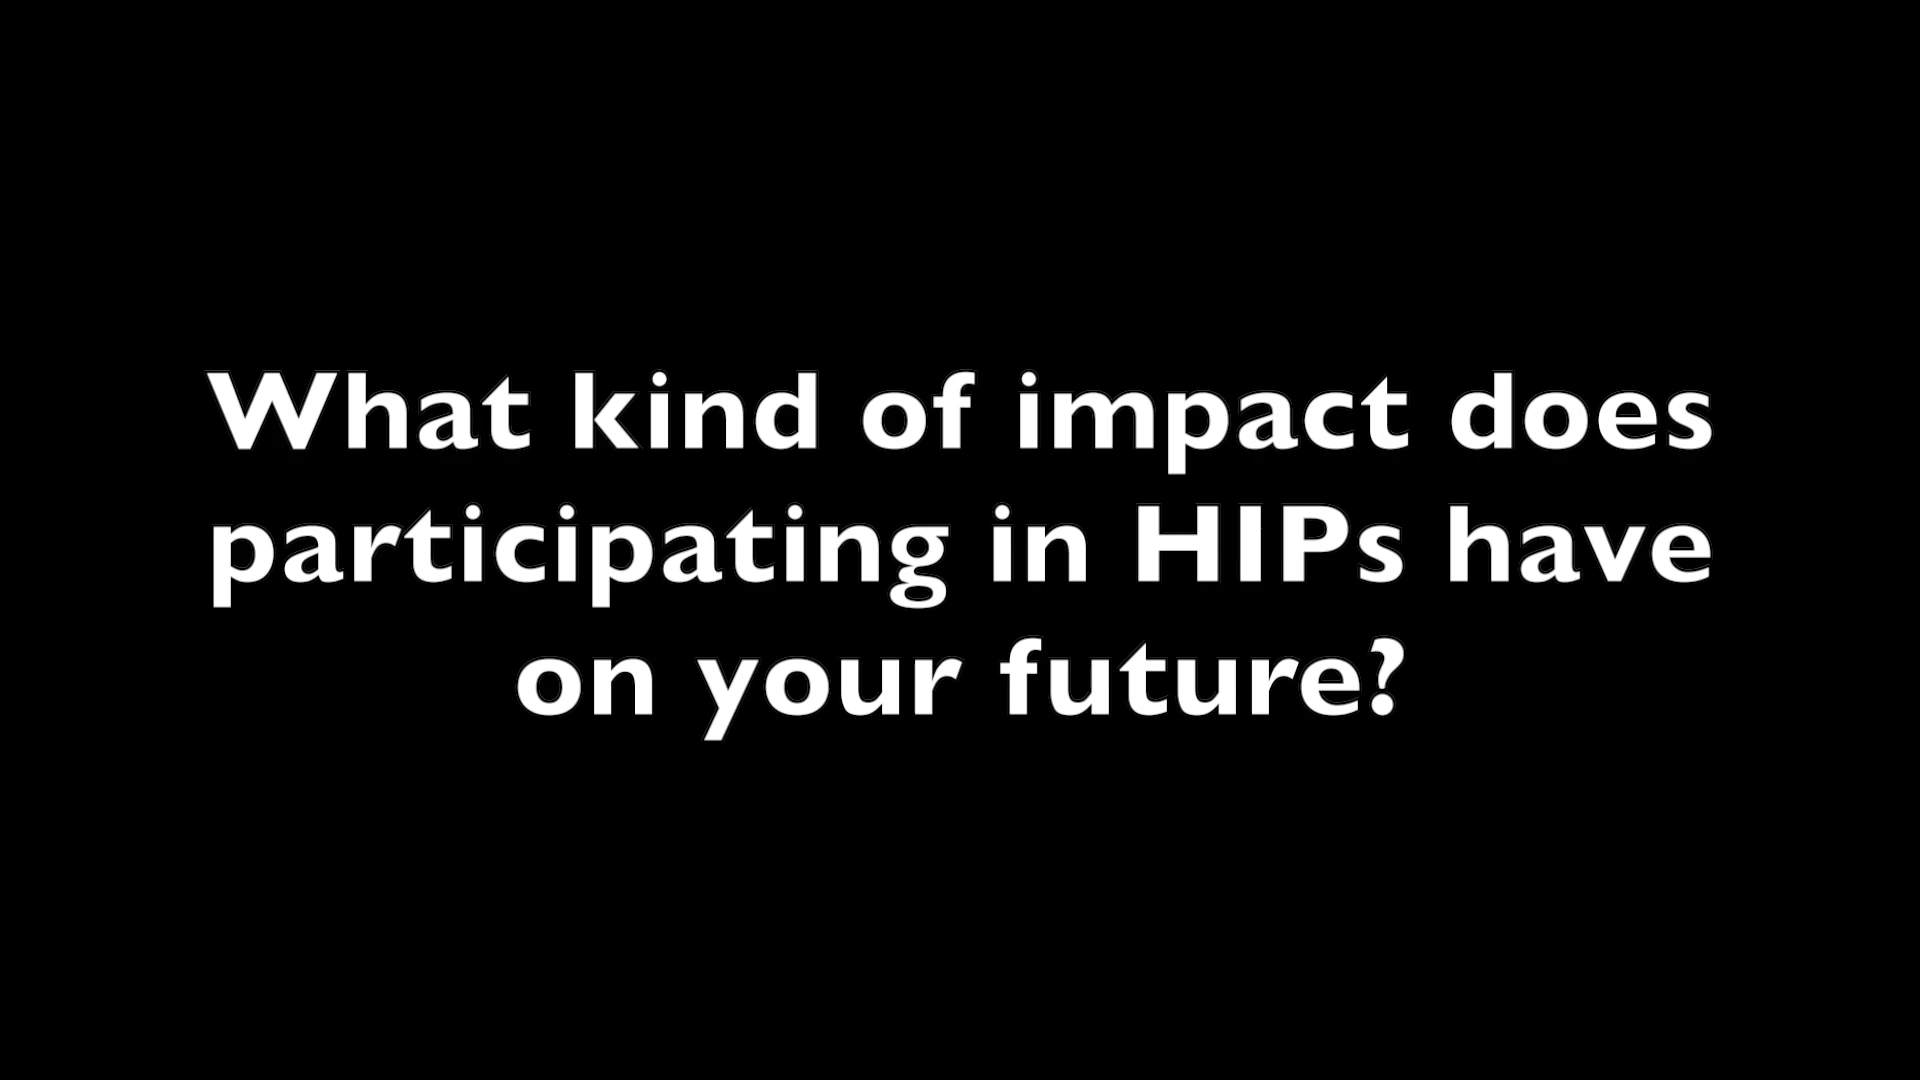 What kind of impact does
participating in HIPs have
on your future?